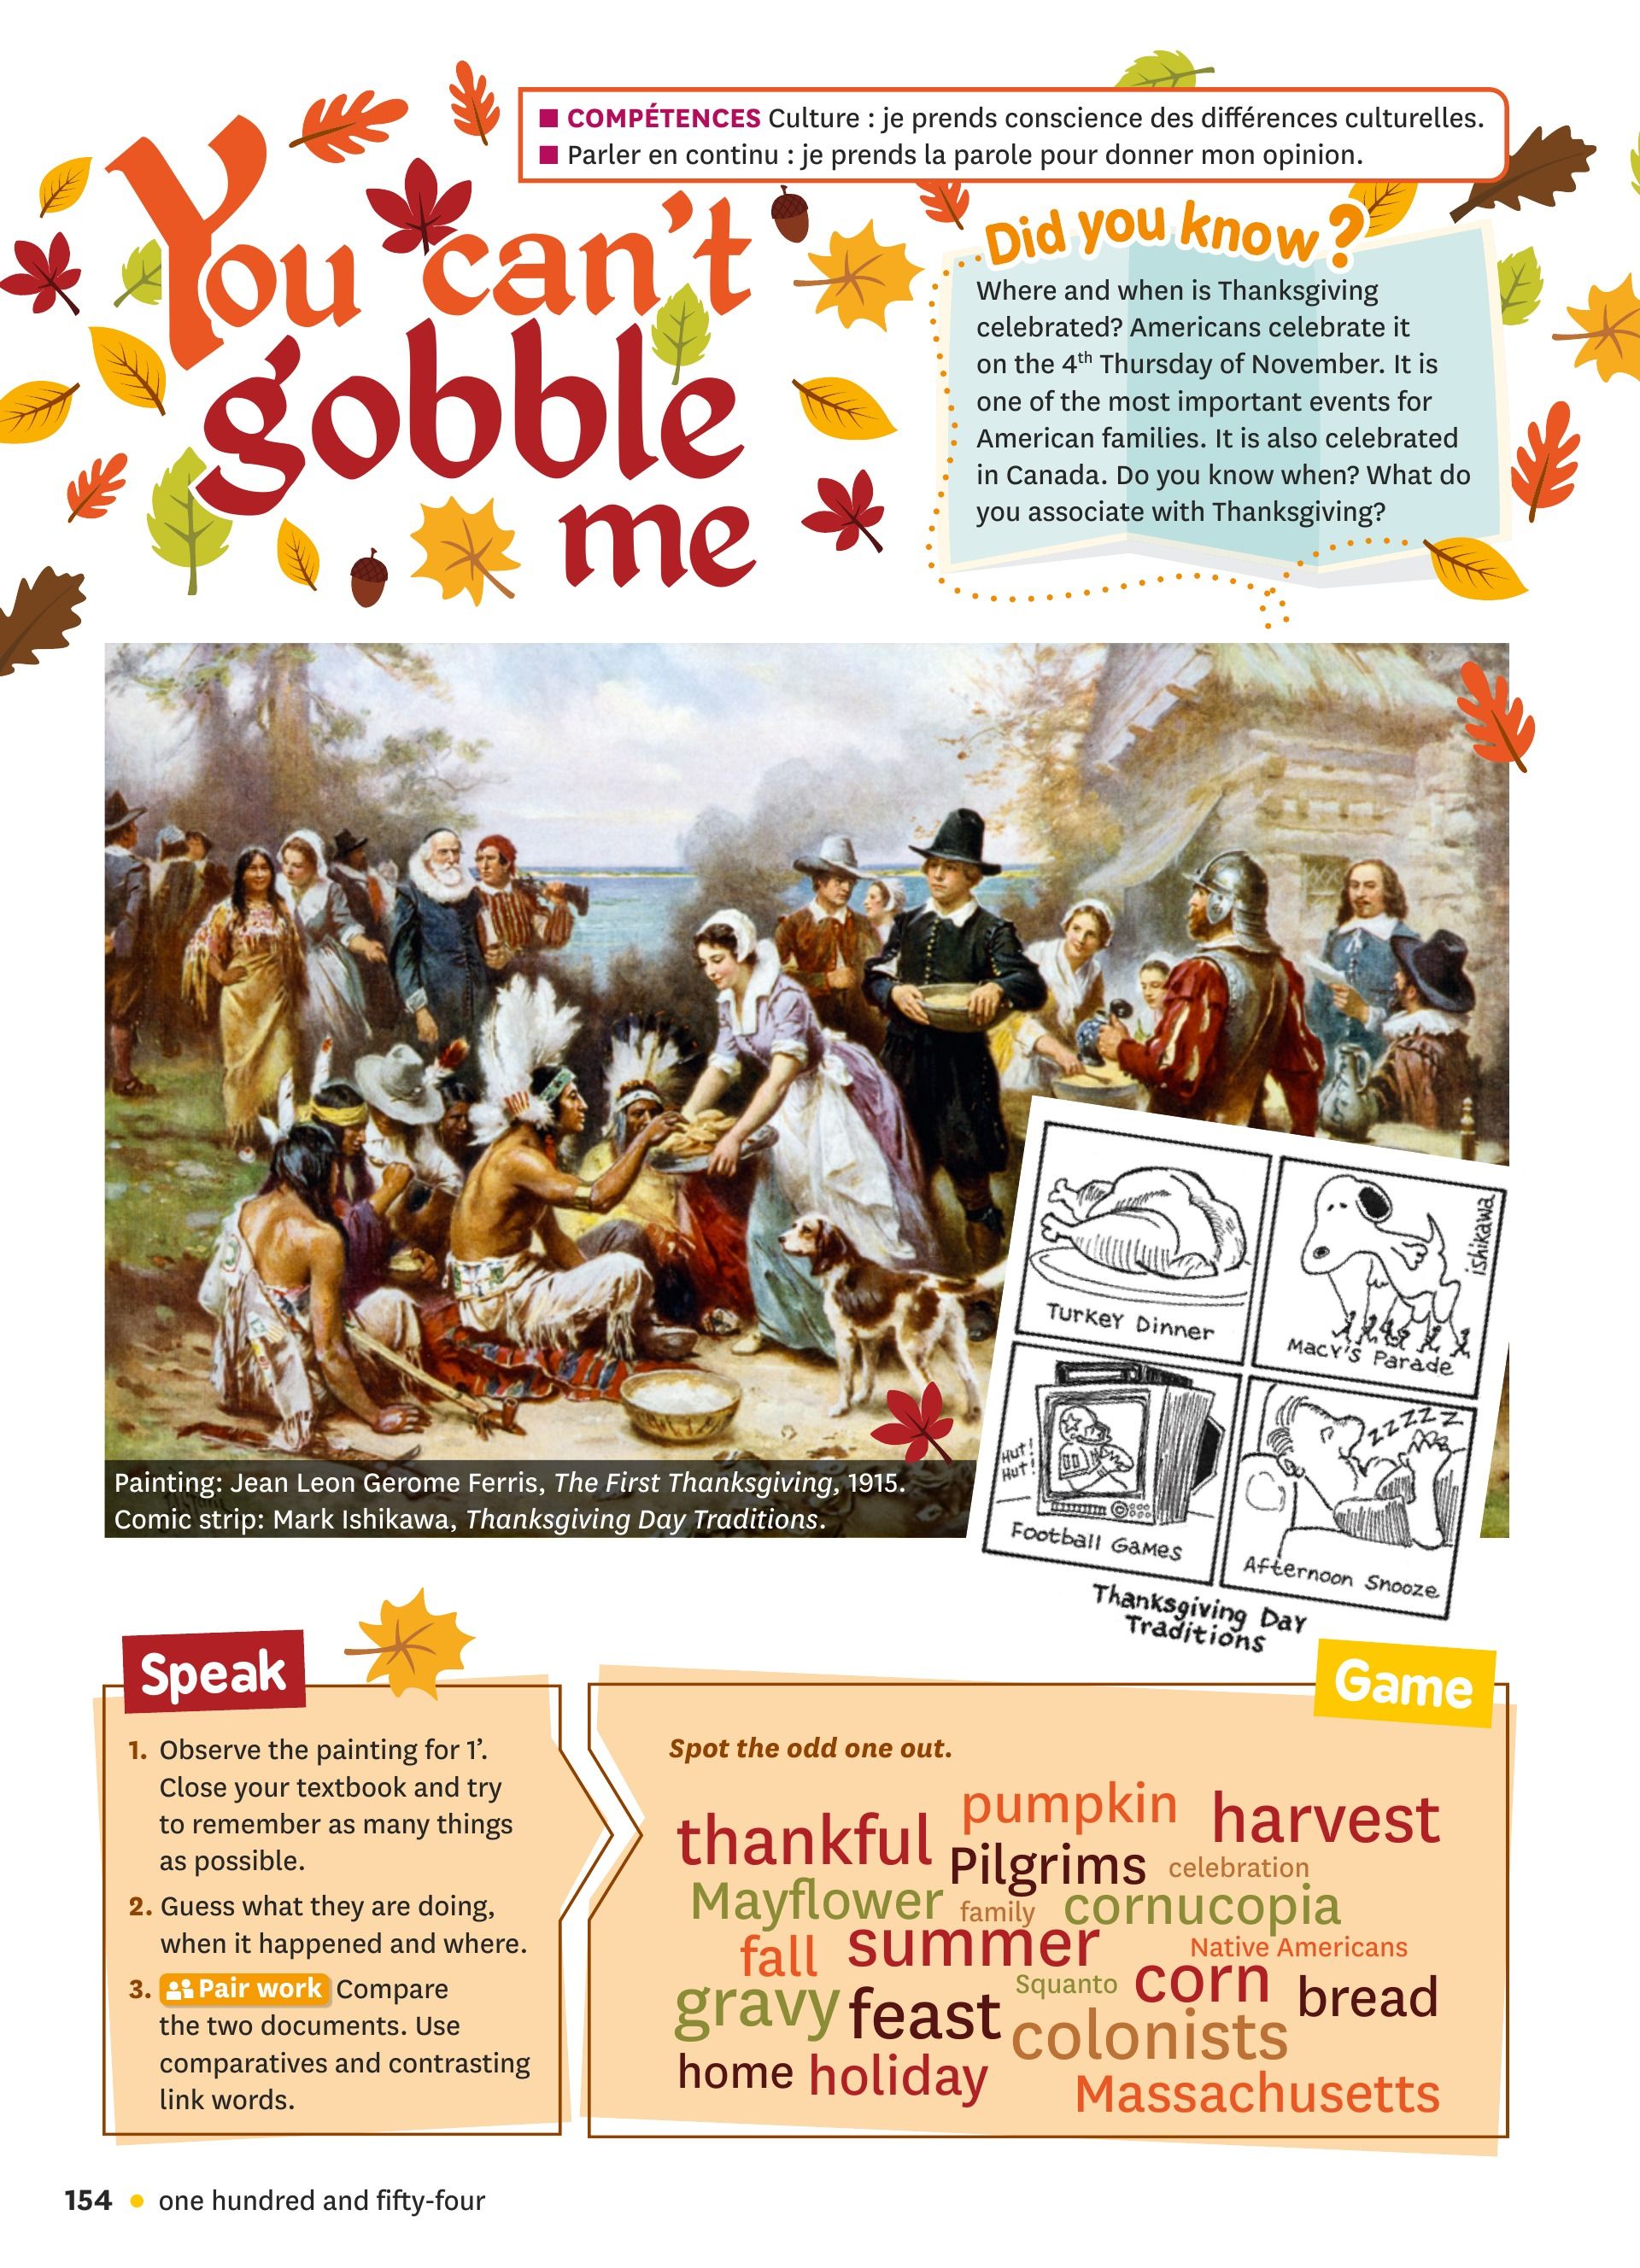 ■ COMPÉTENCES Culture : je prends conscience des différences culturelles.
■ Parler en continu : je prends la parole pour donner mon opinion.
You can't
gobble
me
Did you know?
Where and when is Thanksgiving
celebrated? Americans celebrate it
on the 4th Thursday of November. It is
one of the most important events for
American families. It is also celebrated
in Canada. Do you know when? What do
you associate with Thanksgiving?
Painting: Jean Leon Gerome Ferris, The First Thanksgiving, 1915.
Comic strip: Mark Ishikawa, Thanksgiving Day Traditions.
Turkey Dinner
ishikawa
Macy's Parade
Hut!
Hut!
Football Games
ZZZZZ
Afternoon Snooze
Thanksgiving Day
Traditions
Speak
1. Observe the painting for 1'.
Close your textbook and try
to remember as many things
as possible.
2. Guess what they are doing,
when it happened and where.
3. Pair work Compare
the two documents. Use
comparatives and contrasting
link words.
Game
Spot the odd one out.
thankful pumpkin harvest
Pilgrims celebration
Mayflower family cornucopia
fall summer Native Americans
gravy feast Squanto corn bread
colonists
home holiday
Massachusetts
154 • one hundred and fifty-four